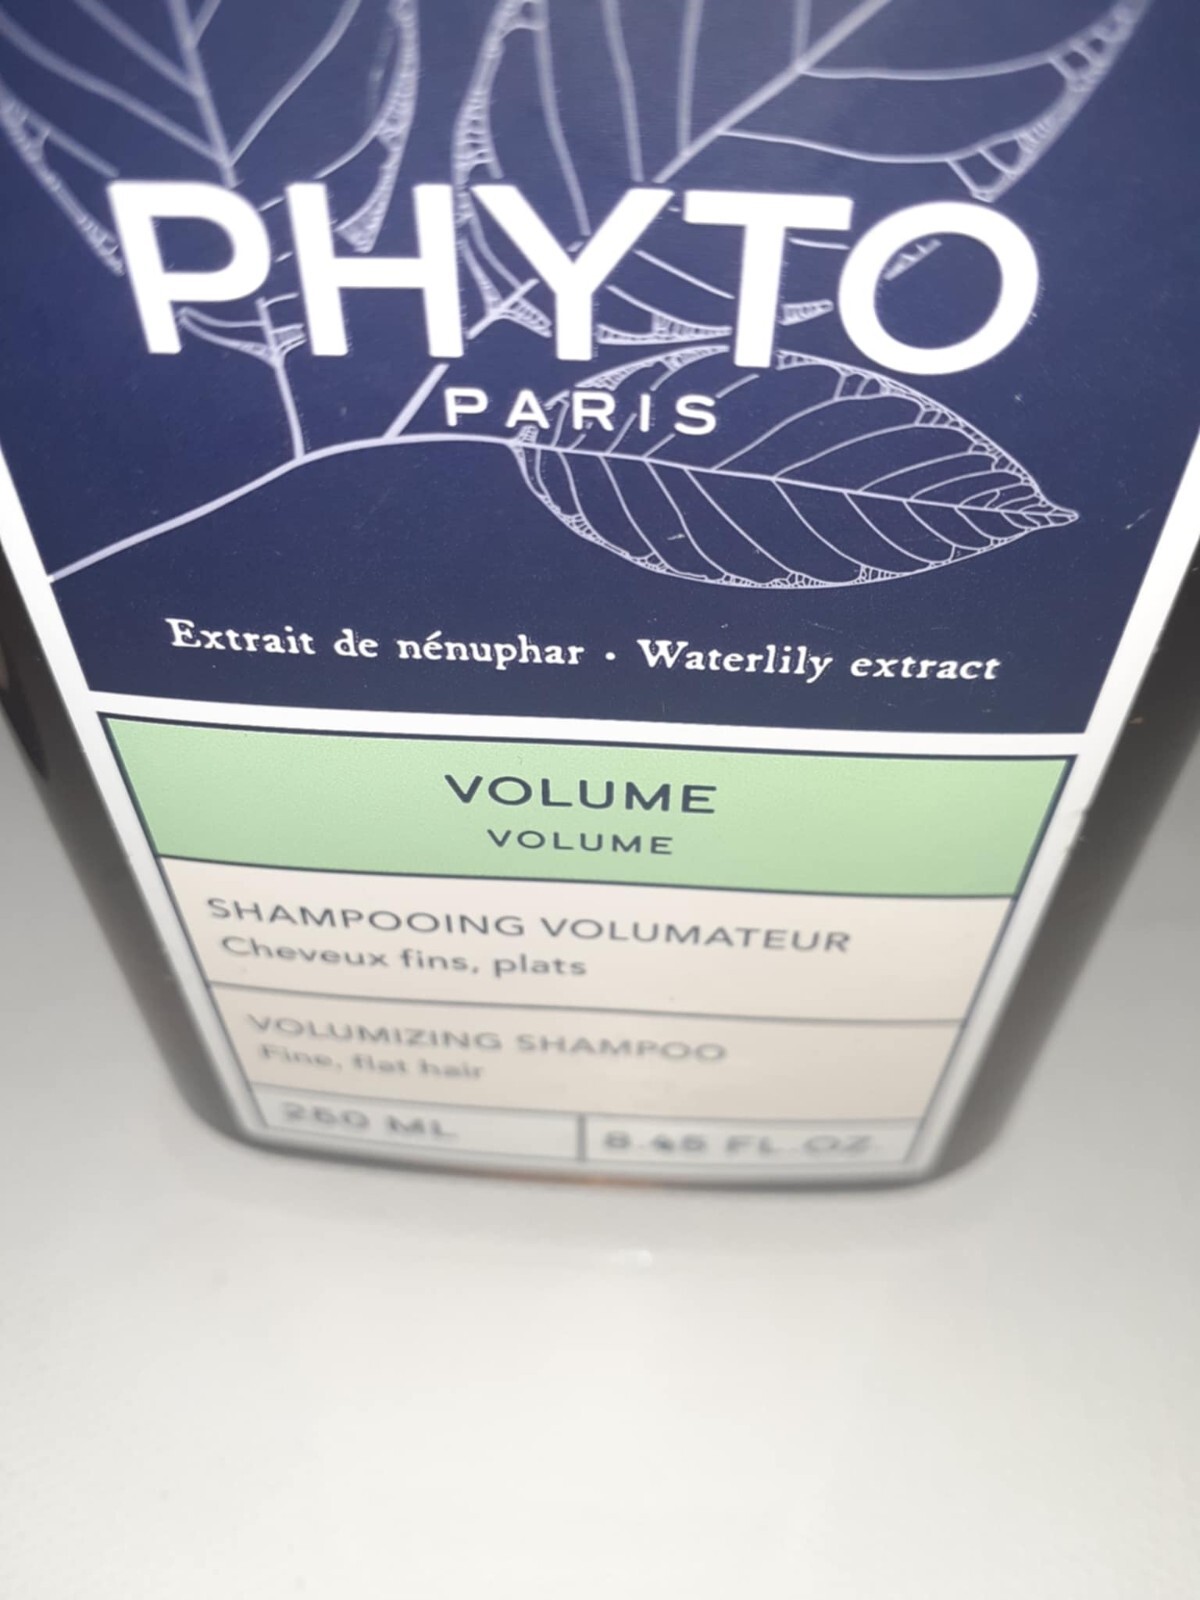 PHYTO
PARIS
Extrait de nénuphar · Waterlily extract
VOLUME
VOLUME
SHAMPOOING VOLUMATEUR
Cheveux fins, plats
VOLUMIZING SHAMPOO
Fine, flat hair
250 ML
8.45 FL.OZ.